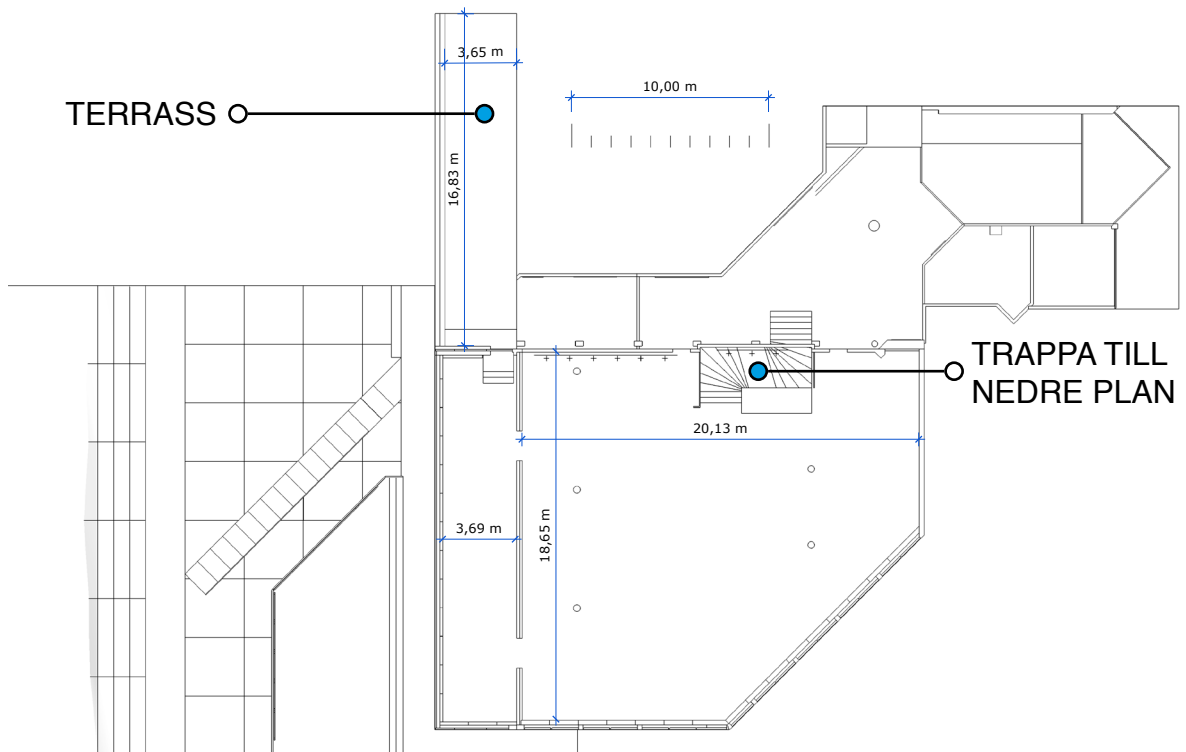 3,65 m
10,00 m
TERRASS
16,83 m
TRAPPA TILL
NEDRE PLAN
20,13 m
3,69 m
18,65 m